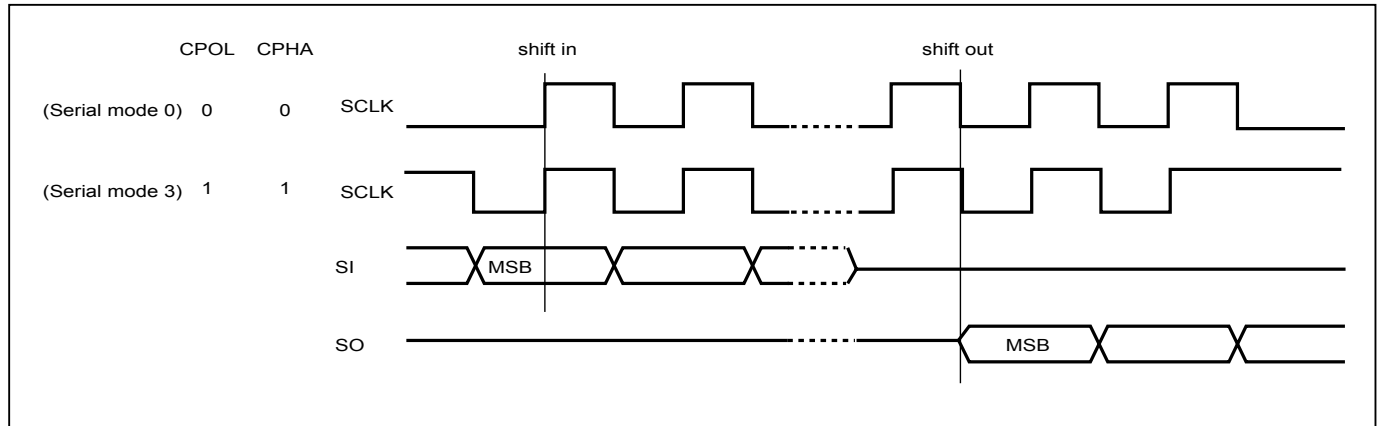 CPOL CPHA shift in shift out
(Serial mode 0) 0 0 SCLK
(Serial mode 3) 1 1 SCLK
SI MSB
SO MSB